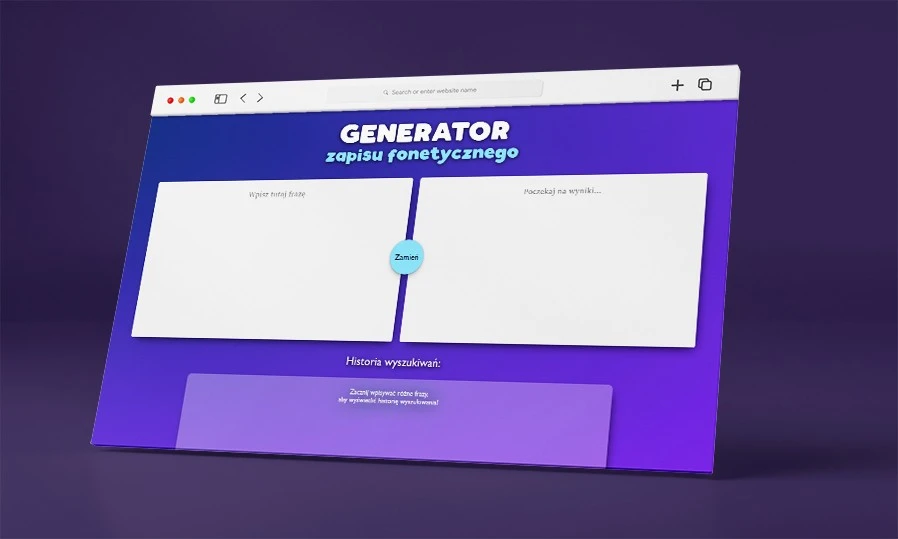 Search or enter website name
GENERATOR
zapisu fonetycznego
Wpisz tutaj frazę
Poczekaj na wyniki...
Zamień
Historia wyszukiwań:
Zacznij wpisywać różne frazy,
aby wyświetlić historię wyszukiwania!